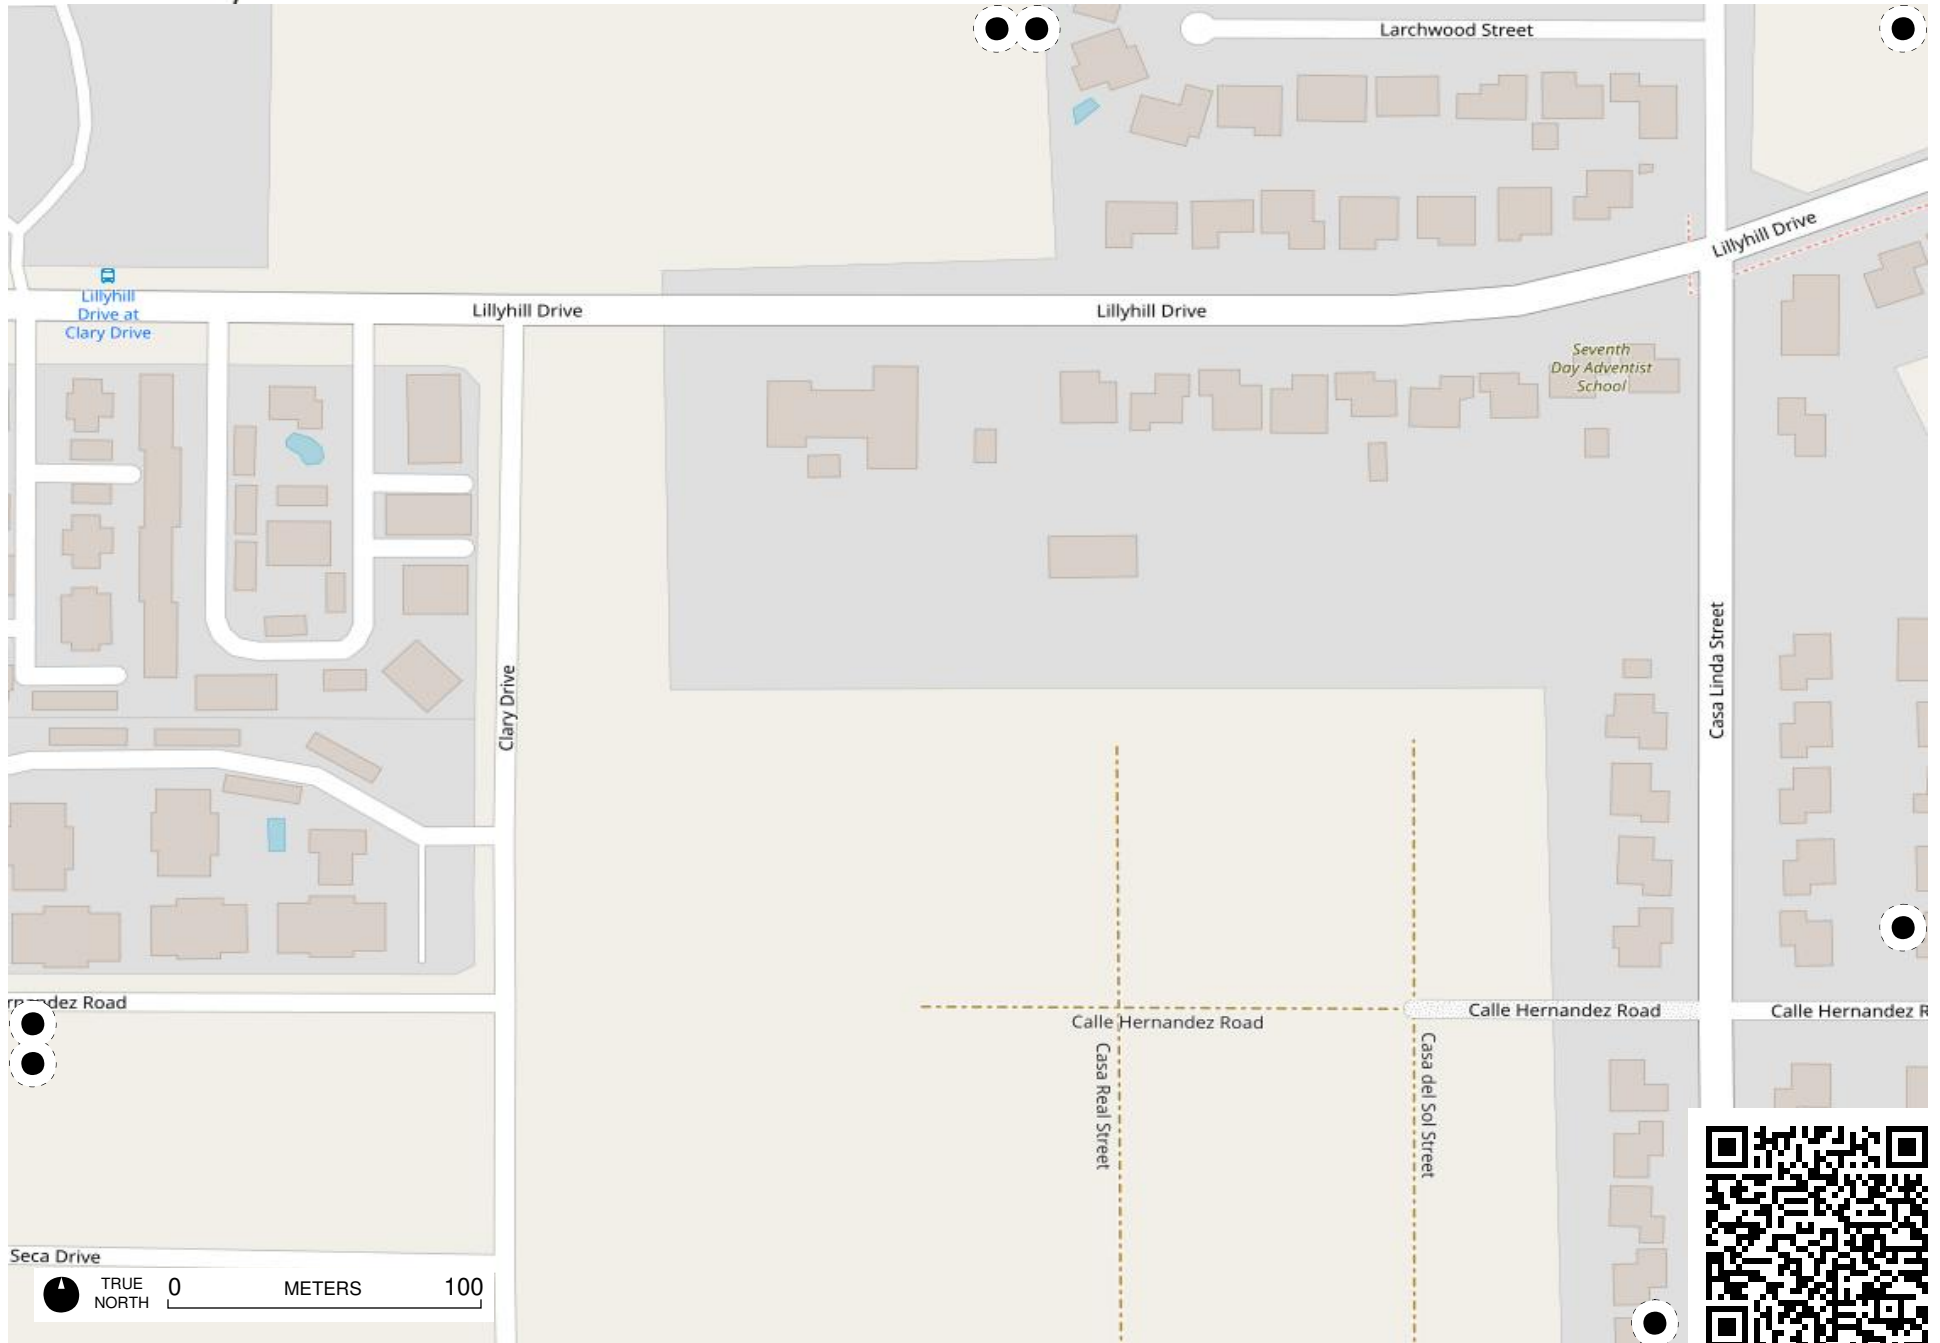 Larchwood Street
Lillyhill Drive
Lillyhill
Drive at
Clary Drive
Lillyhill Drive
Lillyhill Drive
Seventh
Day Adventist
School
Casa Linda Street
Clary Drive
rnandez Road
Calle Hernandez Road
Calle Hernandez Road
Calle Hernandez R
Casa Real Street
Casa del Sol Street
Seca Drive
TRUE
NORTH
0 METERS 100